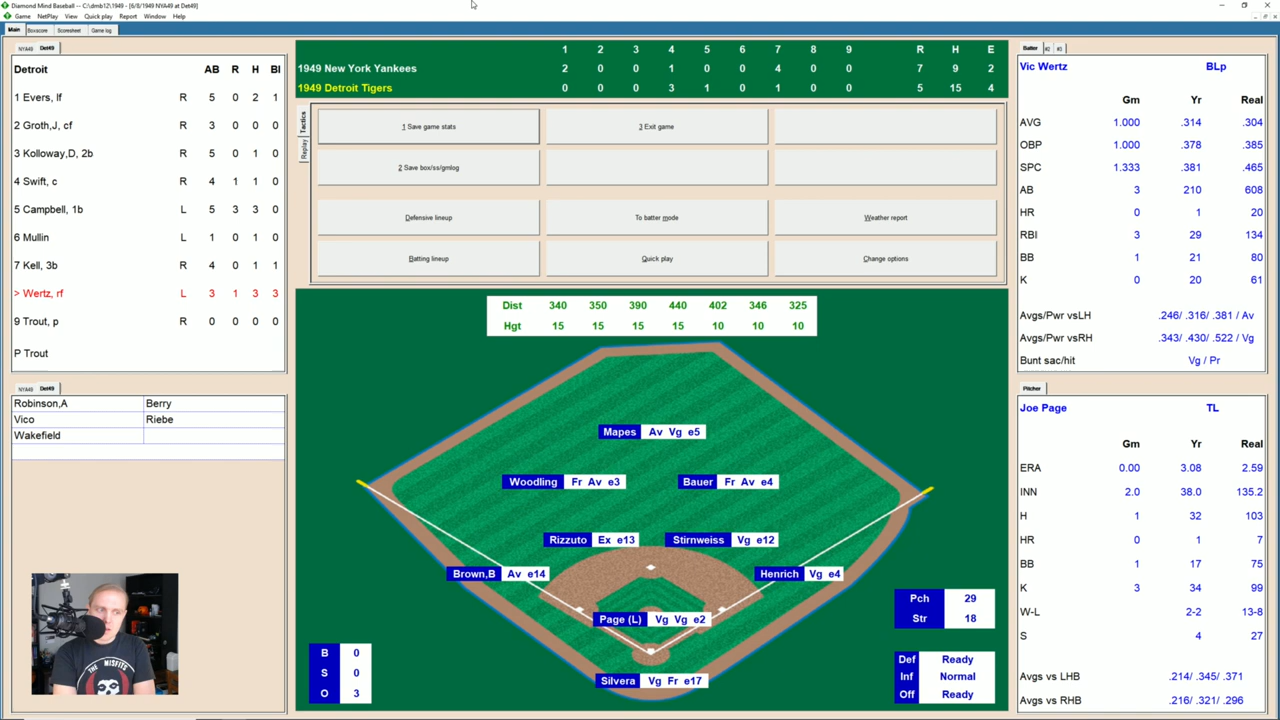 Diamond Mind Baseball -- C:\dmb12\1949 - [6/8/1949 NYA49 at Det49]
Game NetPlay View Quick play Report Window Help
Main Boxscore Scoresheet Game log
NYA49 Det49
Detroit AB R H BI
1 Evers, lf R 5 0 2 1
2 Groth,J, cf R 3 0 0 0
3 Kolloway,D, 2b R 5 0 1 0
4 Swift, c R 4 1 1 0
5 Campbell, 1b L 5 3 3 0
6 Mullin L 1 0 1 0
7 Kell, 3b R 4 0 1 1
> Wertz, rf L 3 1 3 3
9 Trout, p R 0 0 0 0
P Trout
NYA49 Det49
Robinson,A Berry
Vico Riebe
Wakefield
1 2 3 4 5 6 7 8 9 R H E
1949 New York Yankees 2 0 0 1 0 0 4 0 0 7 9 2
1949 Detroit Tigers 0 0 0 3 1 0 1 0 0 5 15 4
Tactics
Replay
1 Save game stats
3 Exit game
2 Save box/ss/gmlog
Defensive lineup
To batter mode
Weather report
Batting lineup
Quick play
Change options
Dist 340 350 390 440 402 346 325
Hgt 15 15 15 15 10 10 10
Mapes Av Vg e5
Woodling Fr Av e3
Bauer Fr Av e4
Rizzuto Ex e13
Stirnweiss Vg e12
Brown,B Av e14
Henrich Vg e4
Page (L) Vg Vg e2
Silvera Vg Fr e17
B 0
S 0
O 3
Pch 29
Str 18
Def Ready
Inf Normal
Off Ready
THE MISFITS
Batter #2 #3
Vic Wertz BLp
Gm Yr Real
AVG 1.000 .314 .304
OBP 1.000 .378 .385
SPC 1.333 .381 .465
AB 3 210 608
HR 0 1 20
RBI 3 29 134
BB 1 21 80
K 0 20 61
Avgs/Pwr vsLH .246/ .316/ .381 / Av
Avgs/Pwr vsRH .343/ .430/ .522 / Vg
Bunt sac/hit Vg / Pr
Pitcher
Joe Page TL
Gm Yr Real
ERA 0.00 3.08 2.59
INN 2.0 38.0 135.2
H 1 32 103
HR 0 1 7
BB 1 17 75
K 3 34 99
W-L 2-2 13-8
S 4 27
Avgs vs LHB .214/ .345/ .371
Avgs vs RHB .216/ .321/ .296